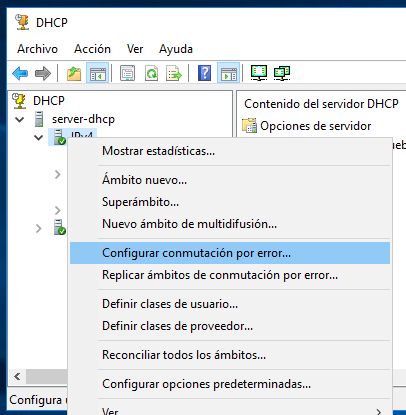 DHCP
Archivo Acción Ver Ayuda
DHCP
server-dhcp
IPv4
Contenido del servidor DHCP
Opciones de servidor
Mostrar estadísticas...
Ámbito nuevo...
Superámbito...
Nuevo ámbito de multidifusión...
Configurar conmutación por error...
Replicar ámbitos de conmutación por error...
Definir clases de usuario...
Definir clases de proveedor...
Reconciliar todos los ámbitos...
Configurar opciones predeterminadas...
Ver
Configura